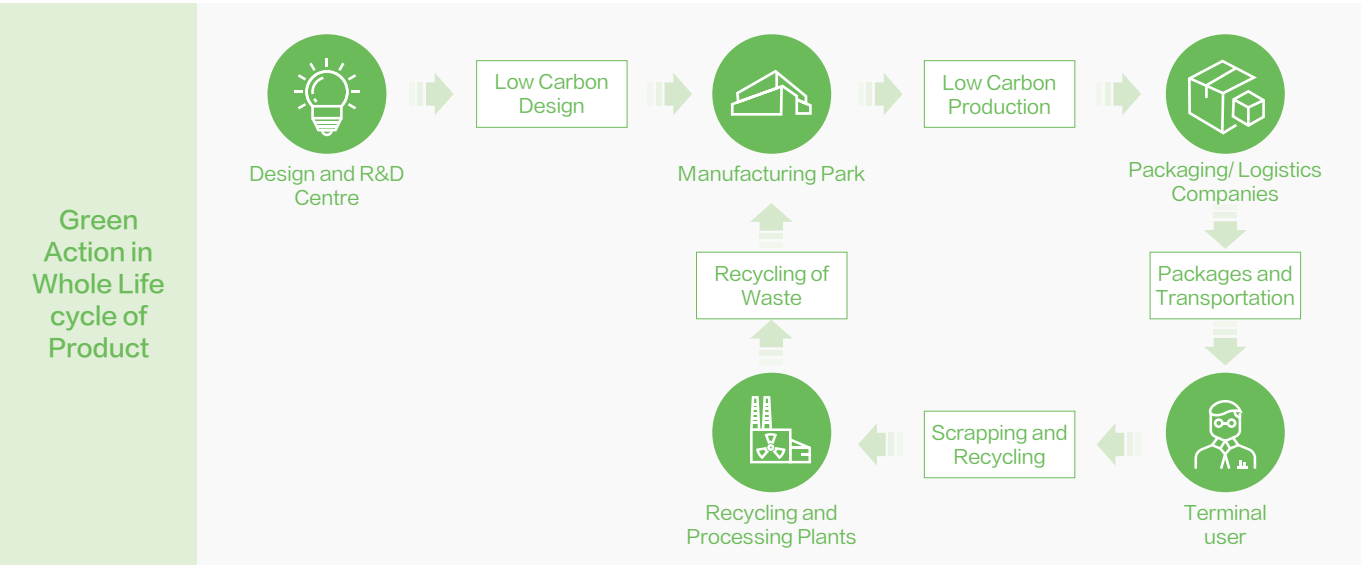 Green
Action in
Whole Life
cycle of
Product
Design and R&D
Centre
Low Carbon
Design
Manufacturing Park
Low Carbon
Production
Packaging/ Logistics
Companies
Packages and
Transportation
Terminal
user
Scrapping and
Recycling
Recycling and
Processing Plants
Recycling of
Waste